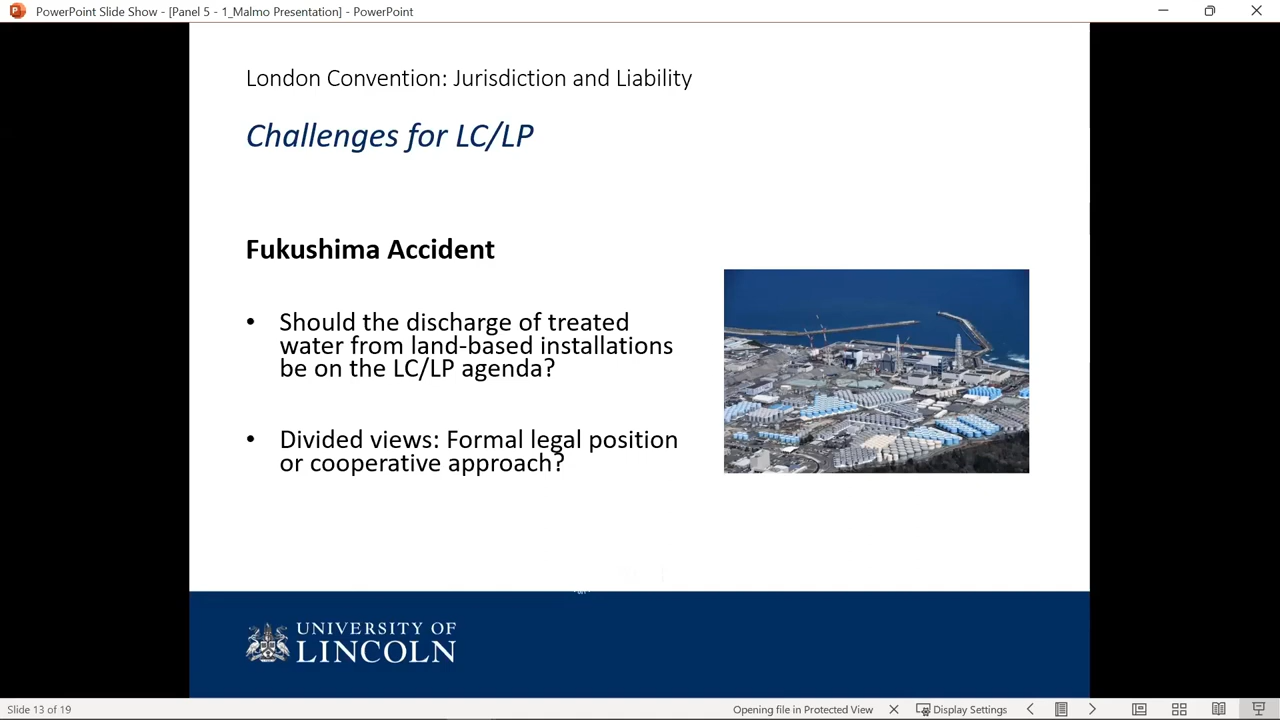 PowerPoint Slide Show - [Panel 5 - 1_Malmo Presentation] - PowerPoint
London Convention: Jurisdiction and Liability
Challenges for LC/LP
Fukushima Accident
• Should the discharge of treated
water from land-based installations
be on the LC/LP agenda?
• Divided views: Formal legal position
or cooperative approach?
UNIVERSITY OF
LINCOLN
Slide 13 of 19
Opening file in Protected View
Display Settings